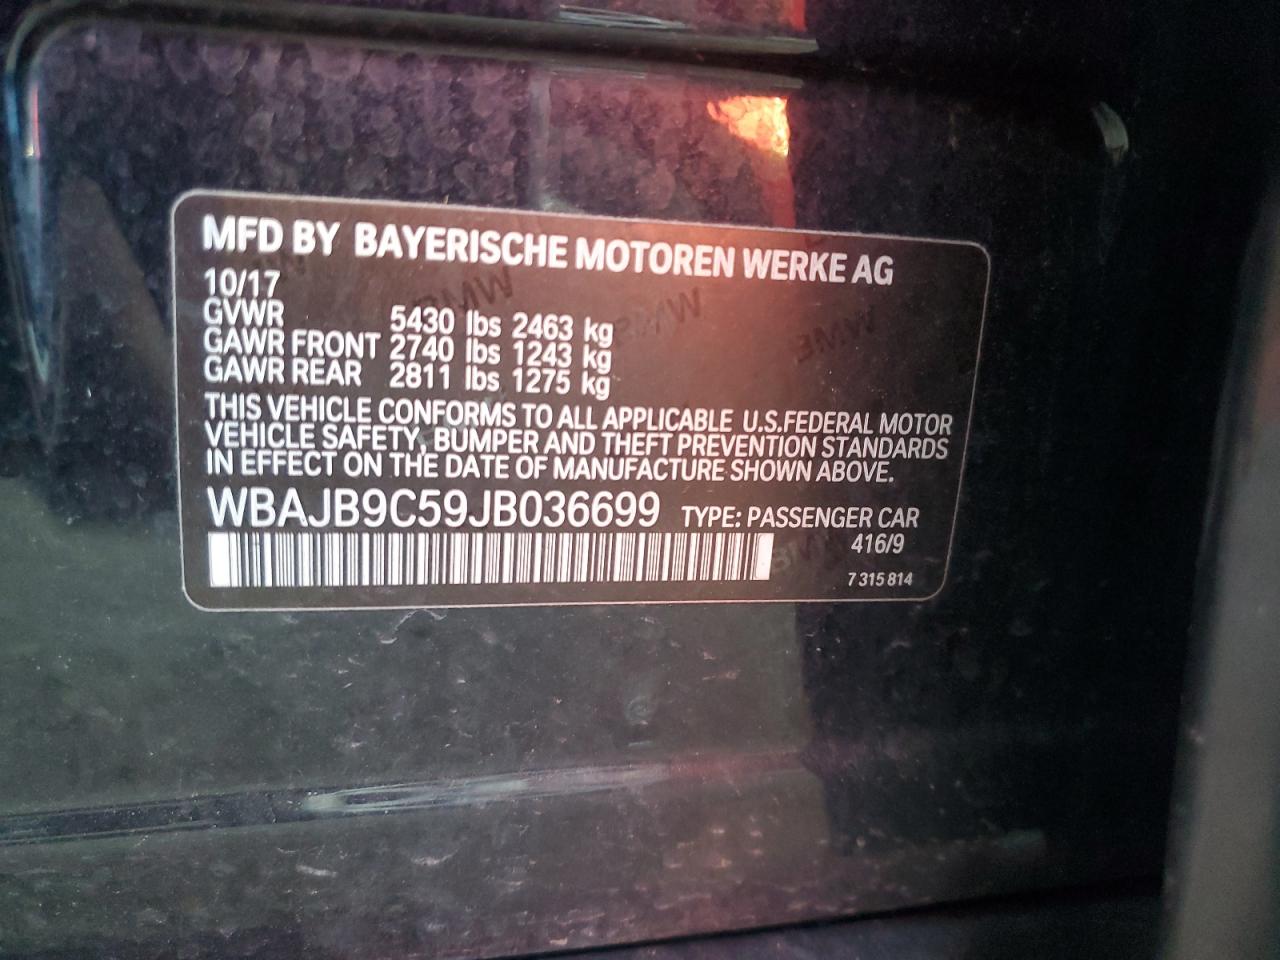 MFD BY BAYERISCHE MOTOREN WERKE AG
10/17
GVWR 5430 lbs 2463 kg
GAWR FRONT 2740 lbs 1243 kg
GAWR REAR 2811 lbs 1275 kg
THIS VEHICLE CONFORMS TO ALL APPLICABLE U.S.FEDERAL MOTOR
VEHICLE SAFETY, BUMPER AND THEFT PREVENTION STANDARDS
IN EFFECT ON THE DATE OF MANUFACTURE SHOWN ABOVE.
WBAJB9C59JB036699 TYPE: PASSENGER CAR
416/9
7 315 814